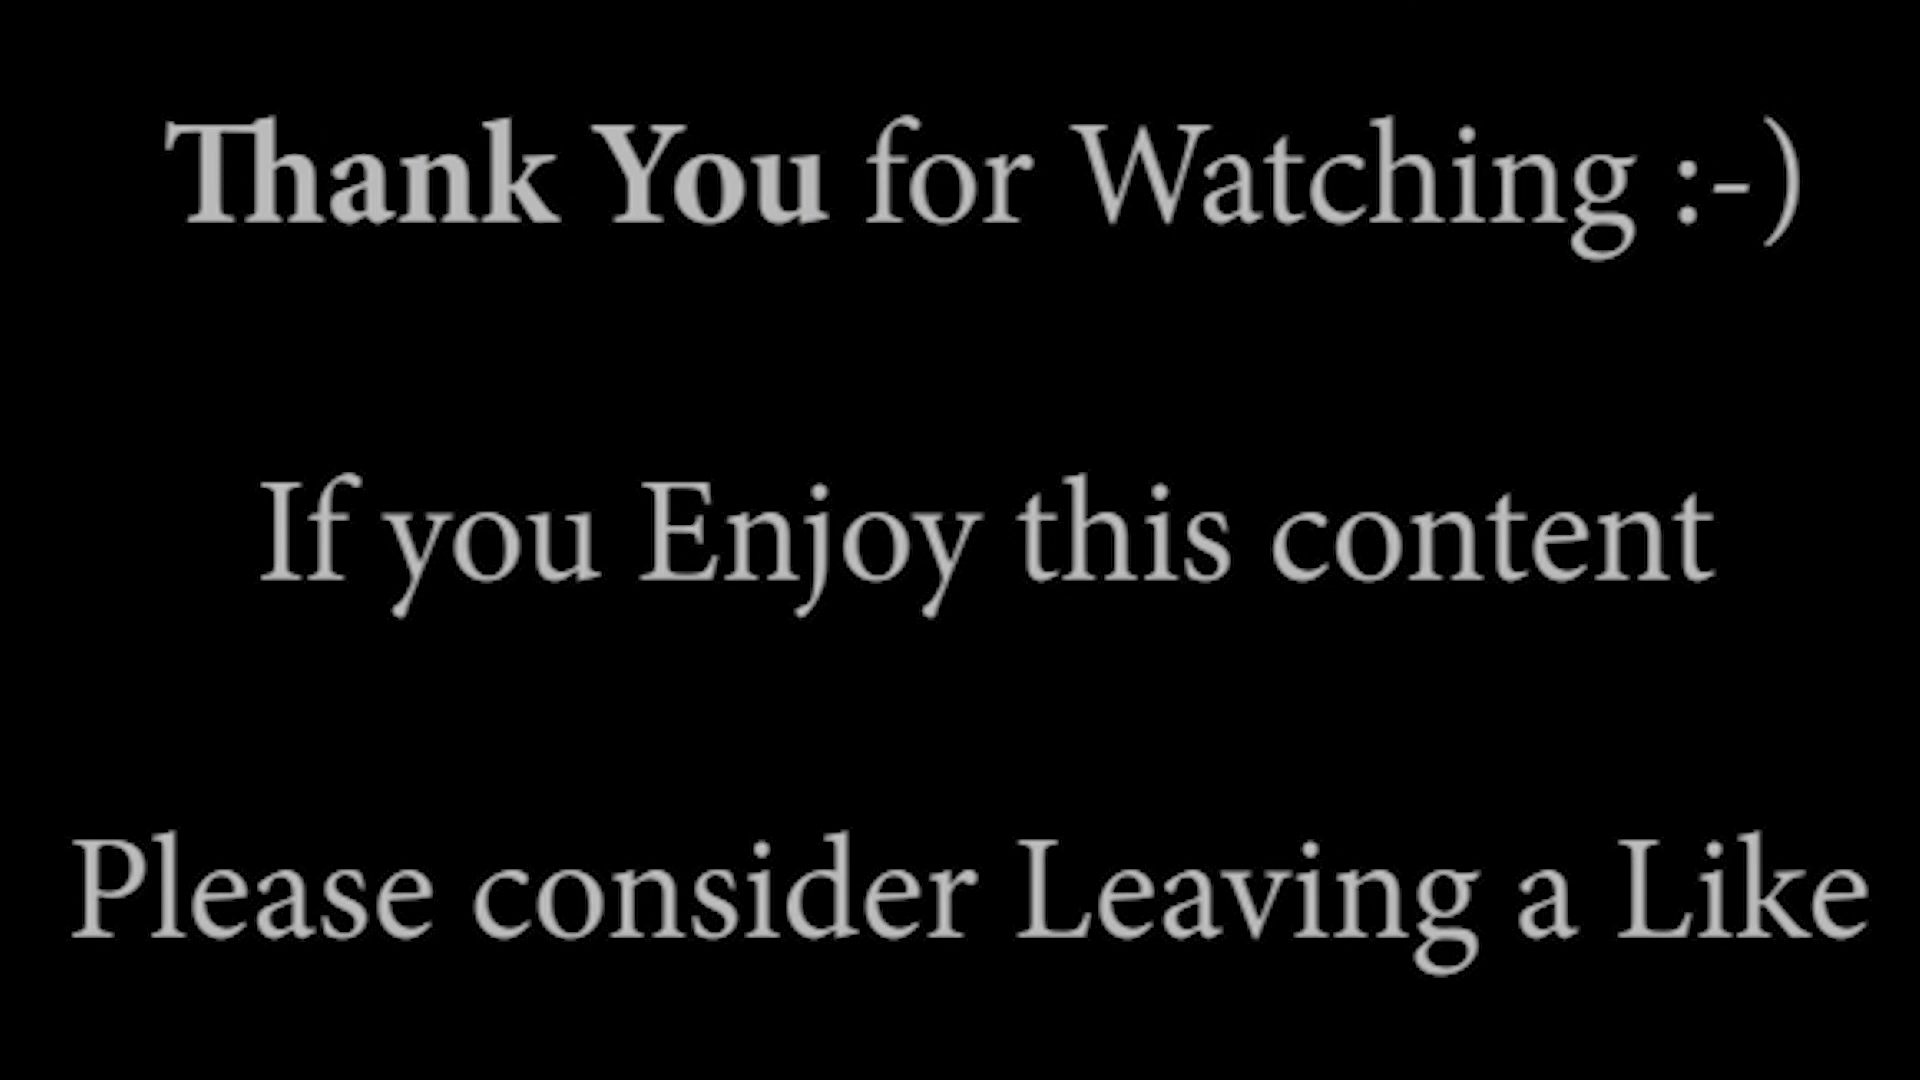 Thank You for Watching :-)
If you Enjoy this content
Please consider Leaving a Like